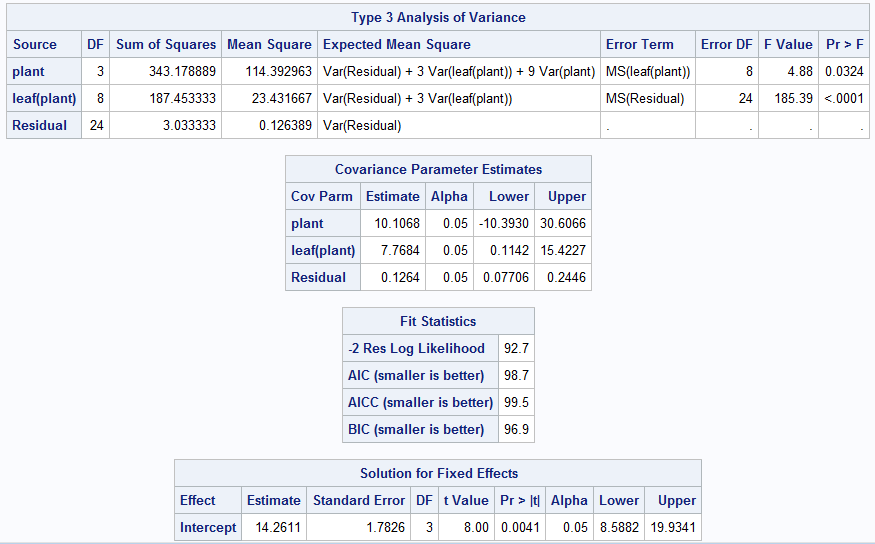 Type 3 Analysis of Variance
Source DF Sum of Squares Mean Square Expected Mean Square Error Term Error DF F Value Pr > F
plant 3 343.178889 114.392963 Var(Residual) + 3 Var(leaf(plant)) + 9 Var(plant) MS(leaf(plant)) 8 4.88 0.0324
leaf(plant) 8 187.453333 23.431667 Var(Residual) + 3 Var(leaf(plant)) MS(Residual) 24 185.39 <.0001
Residual 24 3.033333 0.126389 Var(Residual) . . . .
Covariance Parameter Estimates
Cov Parm Estimate Alpha Lower Upper
plant 10.1068 0.05 -10.3930 30.6066
leaf(plant) 7.7684 0.05 0.1142 15.4227
Residual 0.1264 0.05 0.07706 0.2446
Fit Statistics
-2 Res Log Likelihood 92.7
AIC (smaller is better) 98.7
AICC (smaller is better) 99.5
BIC (smaller is better) 96.9
Solution for Fixed Effects
Effect Estimate Standard Error DF t Value Pr > |t| Alpha Lower Upper
Intercept 14.2611 1.7826 3 8.00 0.0041 0.05 8.5882 19.9341